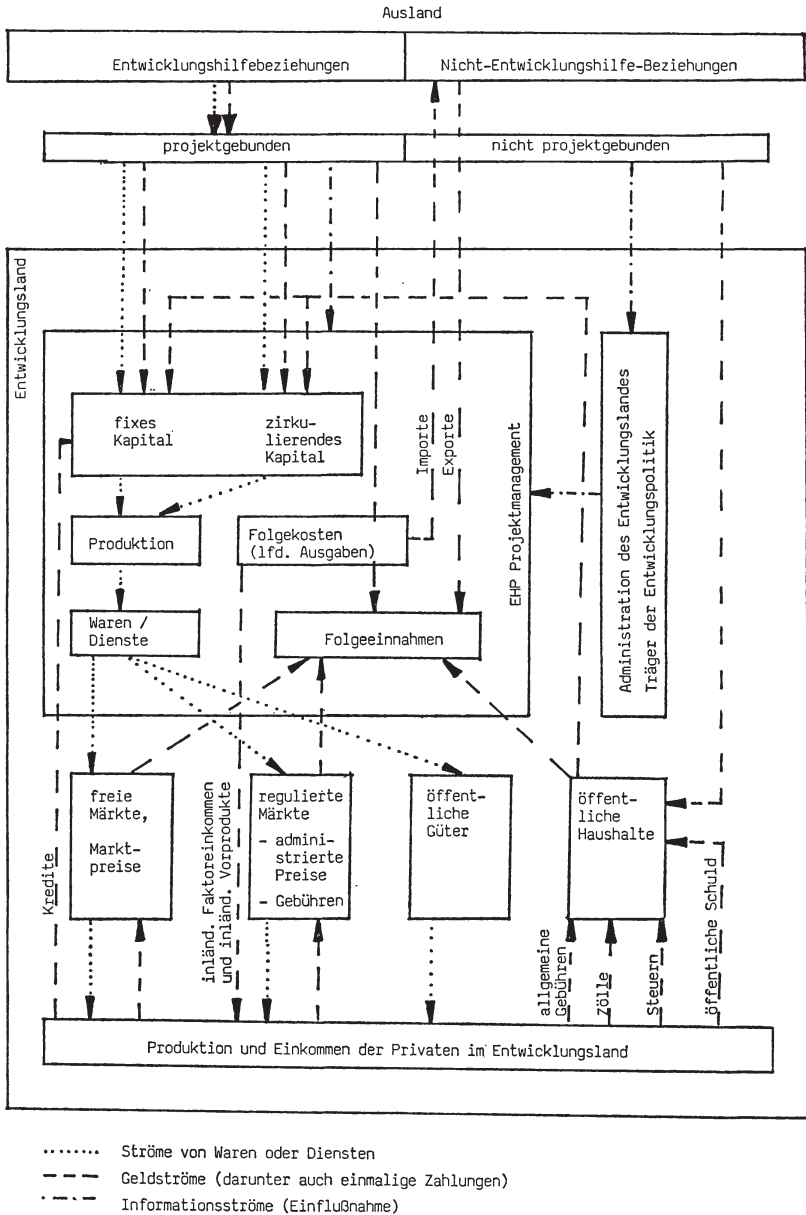 Ausland
Entwicklungshilfebeziehungen
Nicht-Entwicklungshilfe-Beziehungen
projektgebunden
nicht projektgebunden
Entwicklungsland
fixes
Kapital
zirku-
lierendes
Kapital
Importe
Exporte
EHP Projektmanagement
Administration des Entwicklungslandes
Träger der Entwicklungspolitik
Produktion
Folgekosten
(lfd. Ausgaben)
Waren /
Dienste
Folgeeinnahmen
Kredite
freie
Märkte,
Markt-
preise
inländ. Faktoreinkommen
und inländ. Vorprodukte
regulierte
Märkte
- admini-
strierte
Preise
- Gebühren
öffent-
liche
Güter
öffent-
liche
Haushalte
allgemeine
Gebühren
Zölle
Steuern
öffentliche Schuld
Produktion und Einkommen der Privaten im Entwicklungsland
Ströme von Waren oder Diensten
Geldströme (darunter auch einmalige Zahlungen)
Informationsströme (Einflußnahme)